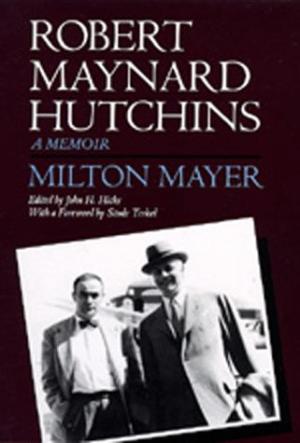 ROBERT
MAYNARD
HUTCHINS
A MEMOIR
MILTON MAYER
Edited by John H. Hicks
With a Foreword by Studs Terkel